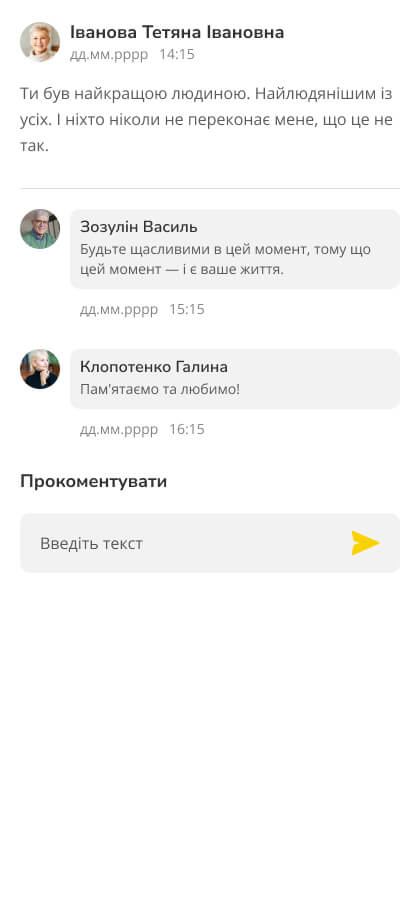 Іванова Тетяна Івановна
дд.мм.рррр 14:15
Ти був найкращою людиною. Найлюдянішим із
усіх. І ніхто ніколи не переконає мене, що це не
так.
Зозулін Василь
Будьте щасливими в цей момент, тому що
цей момент — і є ваше життя.
дд.мм.рррр 15:15
Клопотенко Галина
Пам'ятаємо та любимо!
дд.мм.рррр 16:15
Прокоментувати
Введіть текст